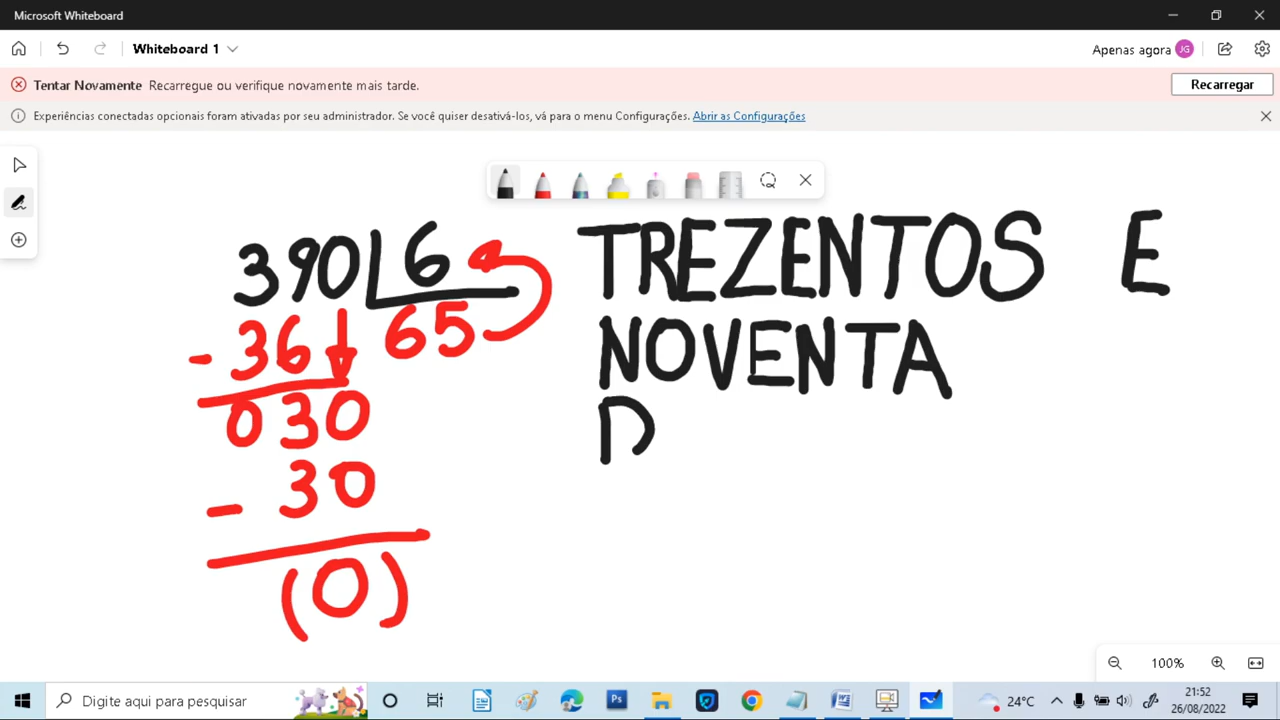 Microsoft Whiteboard
Whiteboard 1
Apenas agora JG
Tentar Novamente Recarregue ou verifique novamente mais tarde.
Recarregar
Experiências conectadas opcionais foram ativadas por seu administrador. Se você quiser desativá-los, vá para o menu Configurações. Abrir as Configurações
390 6
TREZENTOS E
- 36 65
NOVENTA
030
D
- 30
(0)
100%
Digite aqui para pesquisar
24°C
21:52
26/08/2022